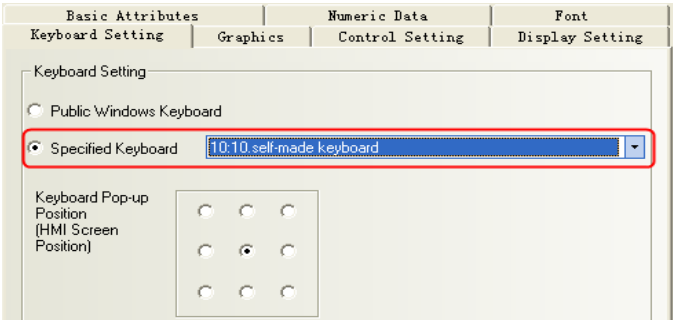 Basic Attributes Numeric Data Font
Keyboard Setting Graphics Control Setting Display Setting
Keyboard Setting
Public Windows Keyboard
Specified Keyboard 10:10.self-made keyboard
Keyboard Pop-up
Position
(HMI Screen
Position)